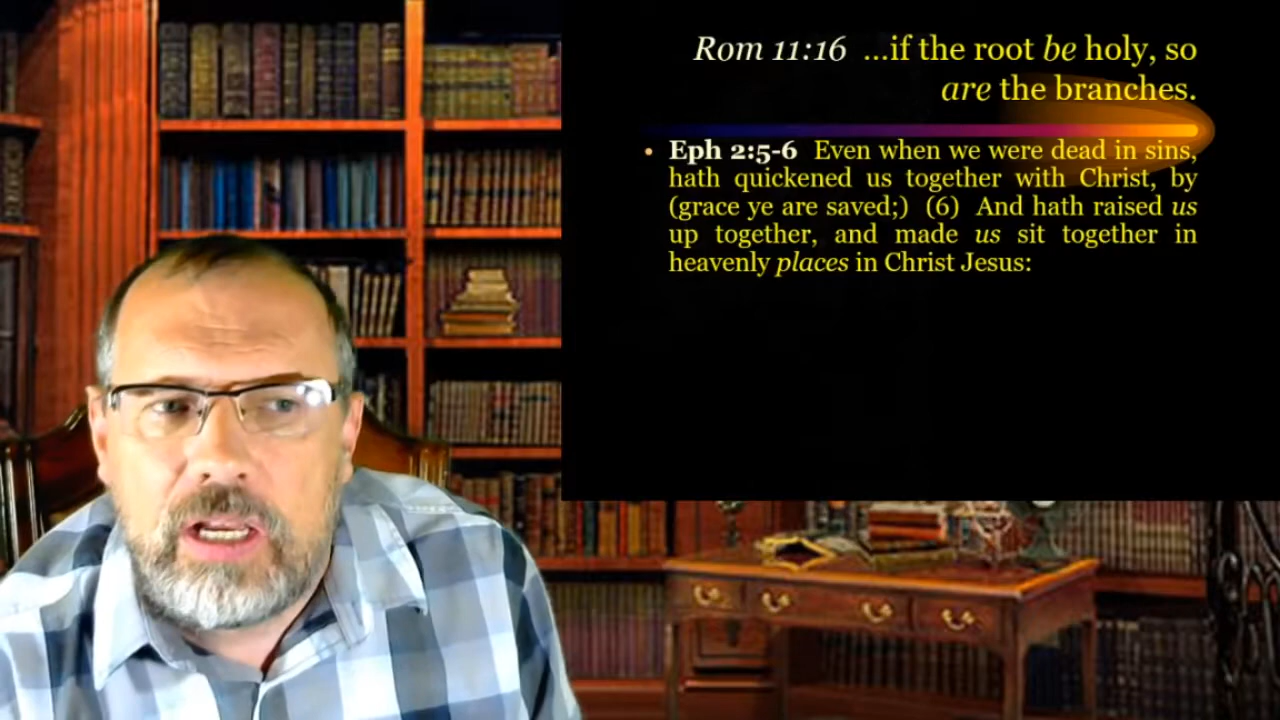 Rom 11:16 ...if the root be holy, so
are the branches.
• Eph 2:5-6 Even when we were dead in sins,
hath quickened us together with Christ, by
(grace ye are saved;) (6) And hath raised us
up together, and made us sit together in
heavenly places in Christ Jesus: